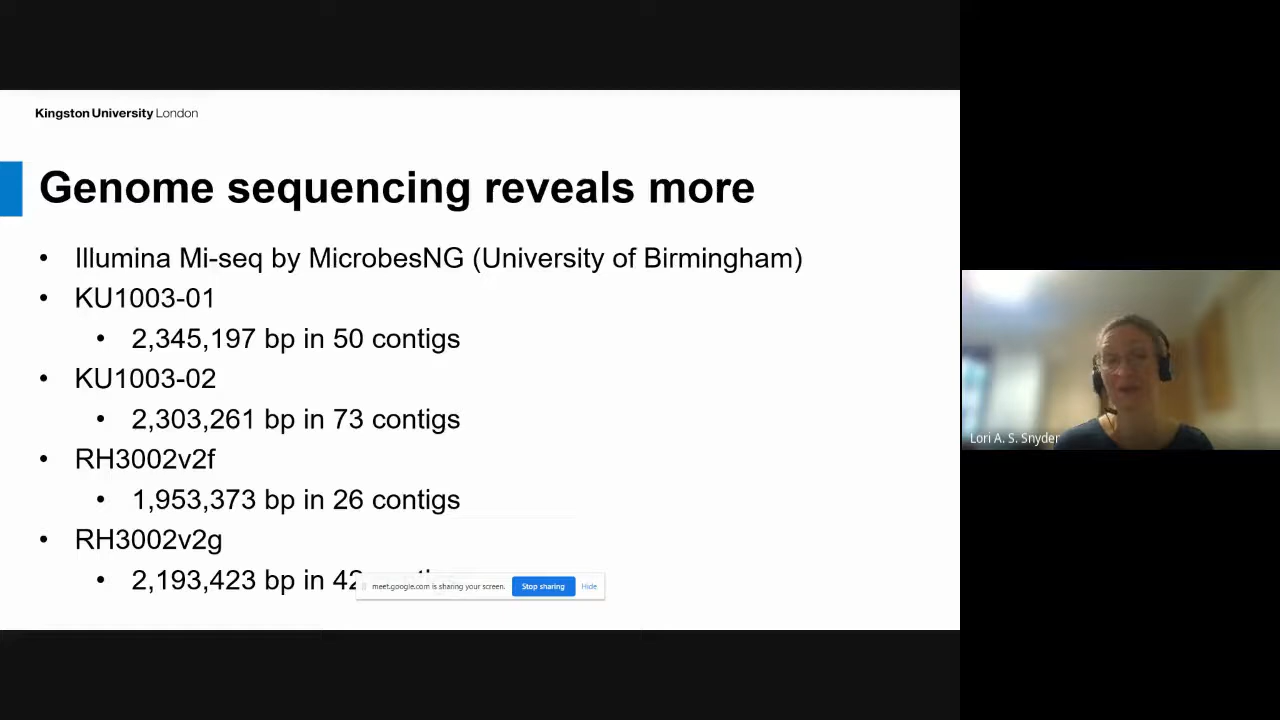 Kingston University London
Genome sequencing reveals more
• Illumina Mi-seq by MicrobesNG (University of Birmingham)
• KU1003-01
• 2,345,197 bp in 50 contigs
• KU1003-02
• 2,303,261 bp in 73 contigs
• RH3002v2f
• 1,953,373 bp in 26 contigs
• RH3002v2g
• 2,193,423 bp in 42
meet.google.com is sharing your screen. Stop sharing Hide
Lori A. S. Snyder